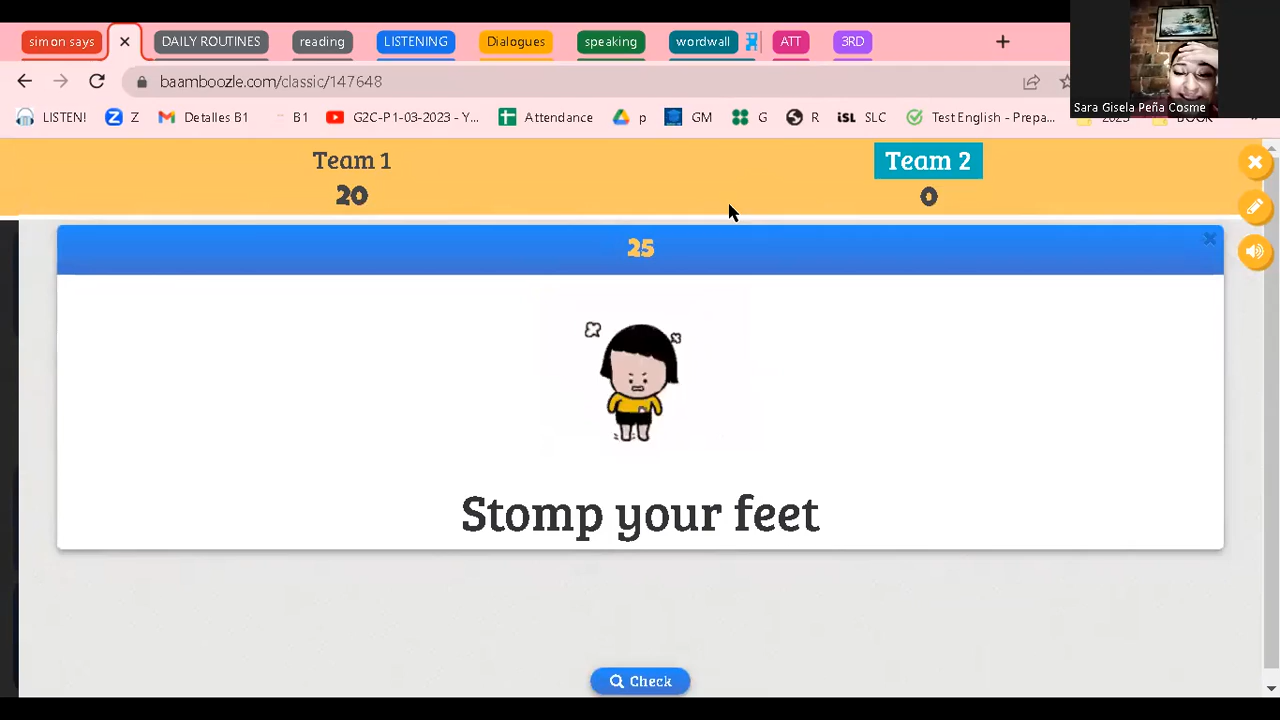 simon says
DAILY ROUTINES
reading
LISTENING
Dialogues
speaking
wordwall
ATT
3RD
baamboozle.com/classic/147648
Sara Gisela Peña Cosme
LISTEN!
Z
Detalles B1
B1
G2C-P1-03-2023 - Y...
Attendance
p
GM
G
R
ISL SLC
Test English - Prepa...
Team 1
20
Team 2
0
25
Stomp your feet
Check